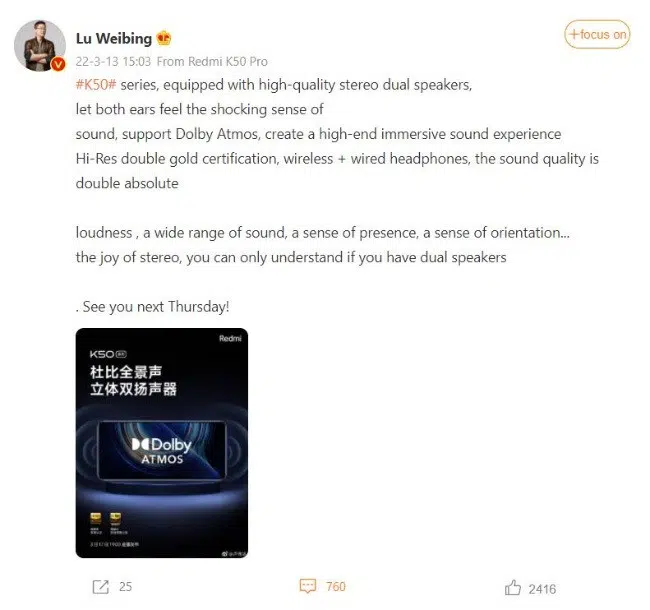 Lu Weibing
+focus on
22-3-13 15:03 From Redmi K50 Pro
#K50# series, equipped with high-quality stereo dual speakers,
let both ears feel the shocking sense of
sound, support Dolby Atmos, create a high-end immersive sound experience
Hi-Res double gold certification, wireless + wired headphones, the sound quality is
double absolute
loudness , a wide range of sound, a sense of presence, a sense of orientation...
the joy of stereo, you can only understand if you have dual speakers
. See you next Thursday!
Redmi
K50
杜比全景声
立体双扬声器
Dolby
ATMOS
25
760
2416